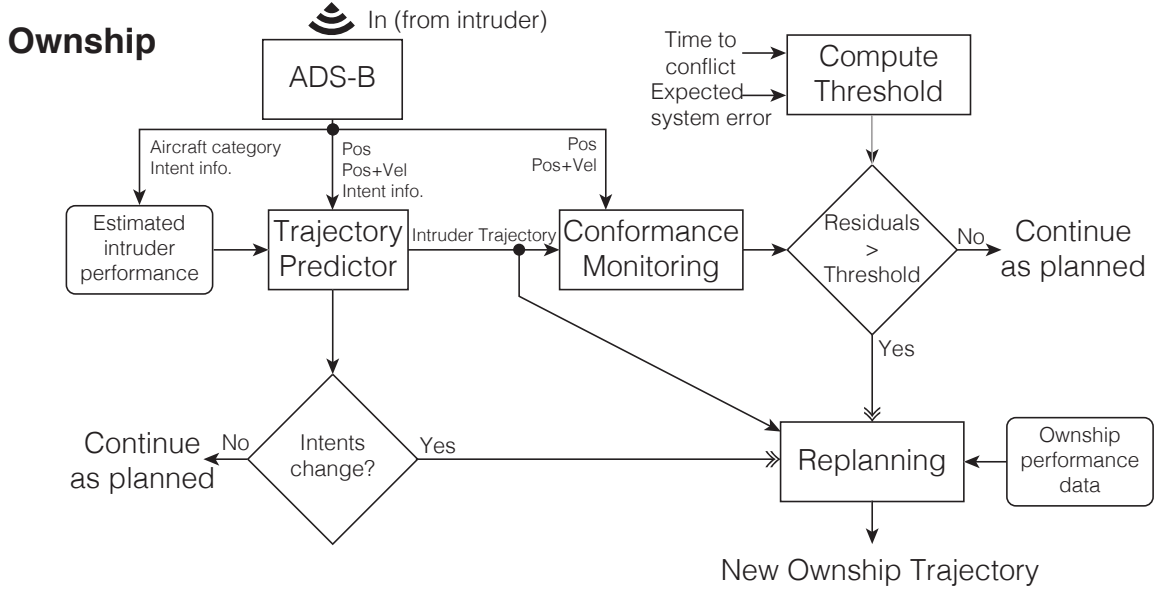 Ownship
In (from intruder)
ADS-B
Time to
conflict
Expected
system error
Compute
Threshold
Aircraft category
Intent info.
Pos
Pos+Vel
Intent info.
Pos
Pos+Vel
Estimated
intruder
performance
Trajectory
Predictor
Intruder Trajectory
Conformance
Monitoring
Residuals
>
Threshold
No
Continue
as planned
Yes
Continue
as planned
No
Intents
change?
Yes
Replanning
Ownship
performance
data
New Ownship Trajectory